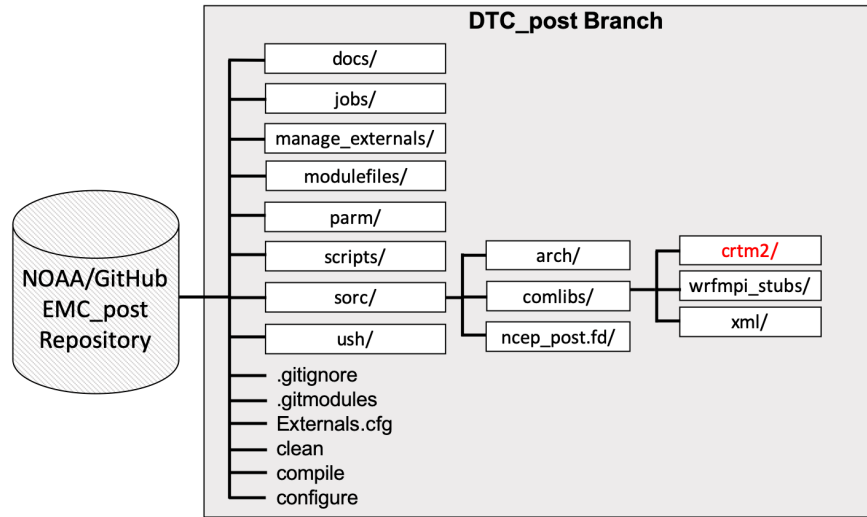 DTC_post Branch
docs/
jobs/
manage_externals/
modulefiles/
parm/
scripts/
sorc/
ush/
.gitignore
.gitmodules
Externals.cfg
clean
compile
configure
NOAA/GitHub
EMC_post
Repository
arch/
comlibs/
ncep_post.fd/
crtm2/
wrfmpi_stubs/
xml/